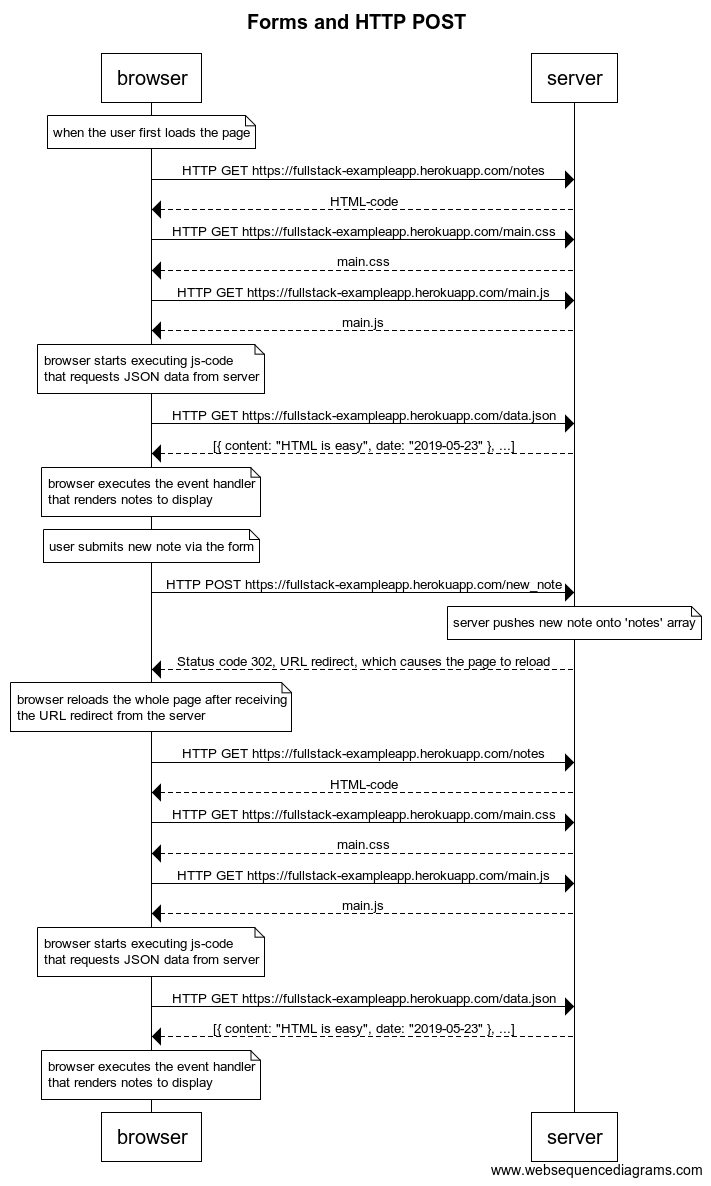 Forms and HTTP POST
browser
server
when the user first loads the page
HTTP GET https://fullstack-exampleapp.herokuapp.com/notes
HTML-code
HTTP GET https://fullstack-exampleapp.herokuapp.com/main.css
main.css
HTTP GET https://fullstack-exampleapp.herokuapp.com/main.js
main.js
browser starts executing js-code
that requests JSON data from server
HTTP GET https://fullstack-exampleapp.herokuapp.com/data.json
[{ content: "HTML is easy", date: "2019-05-23" }, ...]
browser executes the event handler
that renders notes to display
user submits new note via the form
HTTP POST https://fullstack-exampleapp.herokuapp.com/new_note
server pushes new note onto 'notes' array
Status code 302, URL redirect, which causes the page to reload
browser reloads the whole page after receiving
the URL redirect from the server
HTTP GET https://fullstack-exampleapp.herokuapp.com/notes
HTML-code
HTTP GET https://fullstack-exampleapp.herokuapp.com/main.css
main.css
HTTP GET https://fullstack-exampleapp.herokuapp.com/main.js
main.js
browser starts executing js-code
that requests JSON data from server
HTTP GET https://fullstack-exampleapp.herokuapp.com/data.json
[{ content: "HTML is easy", date: "2019-05-23" }, ...]
browser executes the event handler
that renders notes to display
browser
server
www.websequencediagrams.com